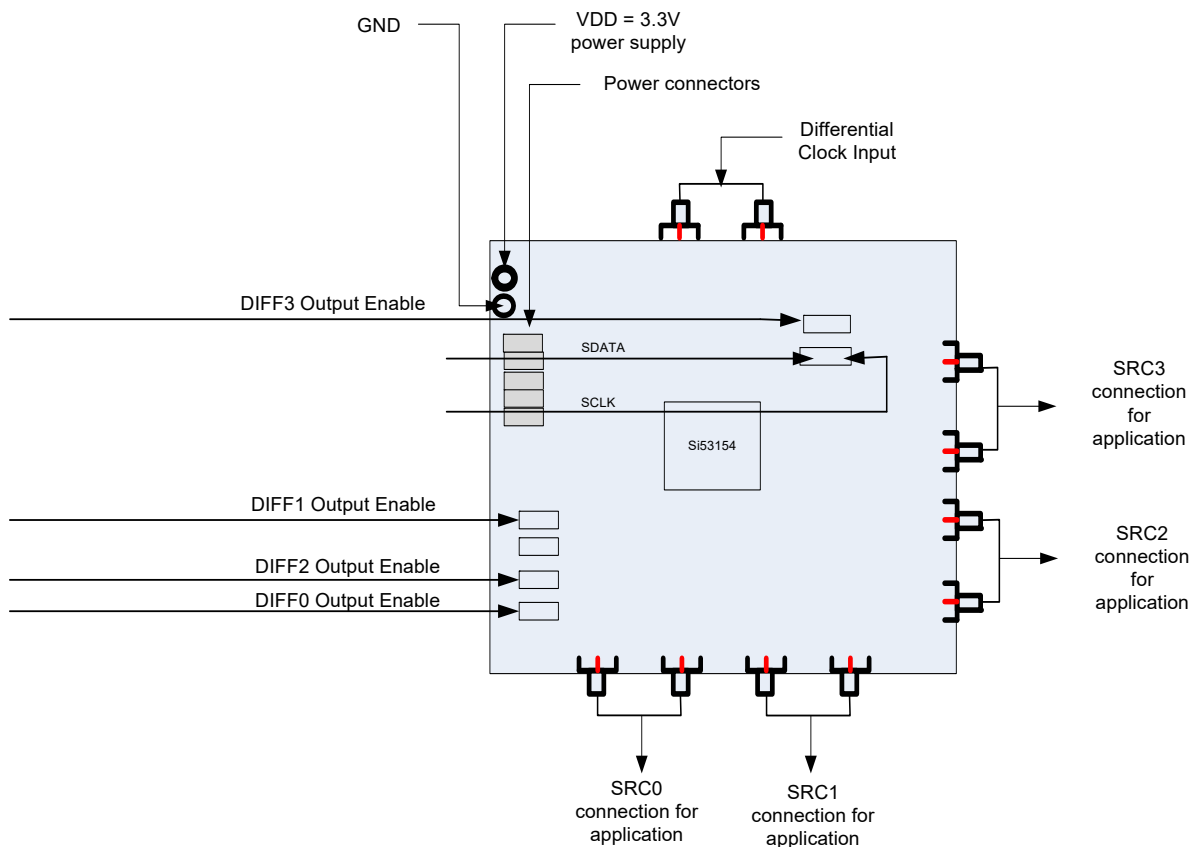 GND
VDD = 3.3V
power supply
Power connectors
Differential
Clock Input
DIFF3 Output Enable
SDATA
SCLK
Si53154
SRC3
connection
for
application
DIFF1 Output Enable
SRC2
connection
for
application
DIFF2 Output Enable
DIFF0 Output Enable
SRC0
connection for
application
SRC1
connection for
application